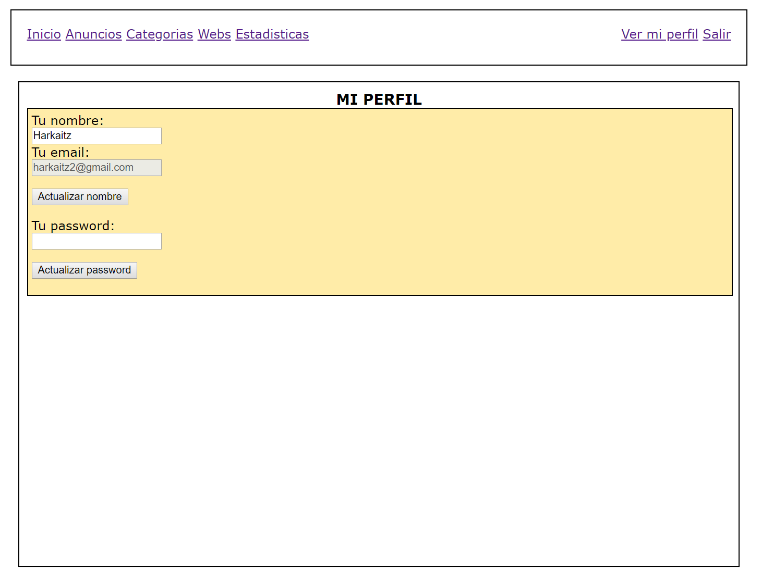 Inicio Anuncios Categorias Webs Estadisticas Ver mi perfil Salir
MI PERFIL
Tu nombre:
Harkaitz
Tu email:
harkaitz2@gmail.com
Actualizar nombre
Tu password:
Actualizar password